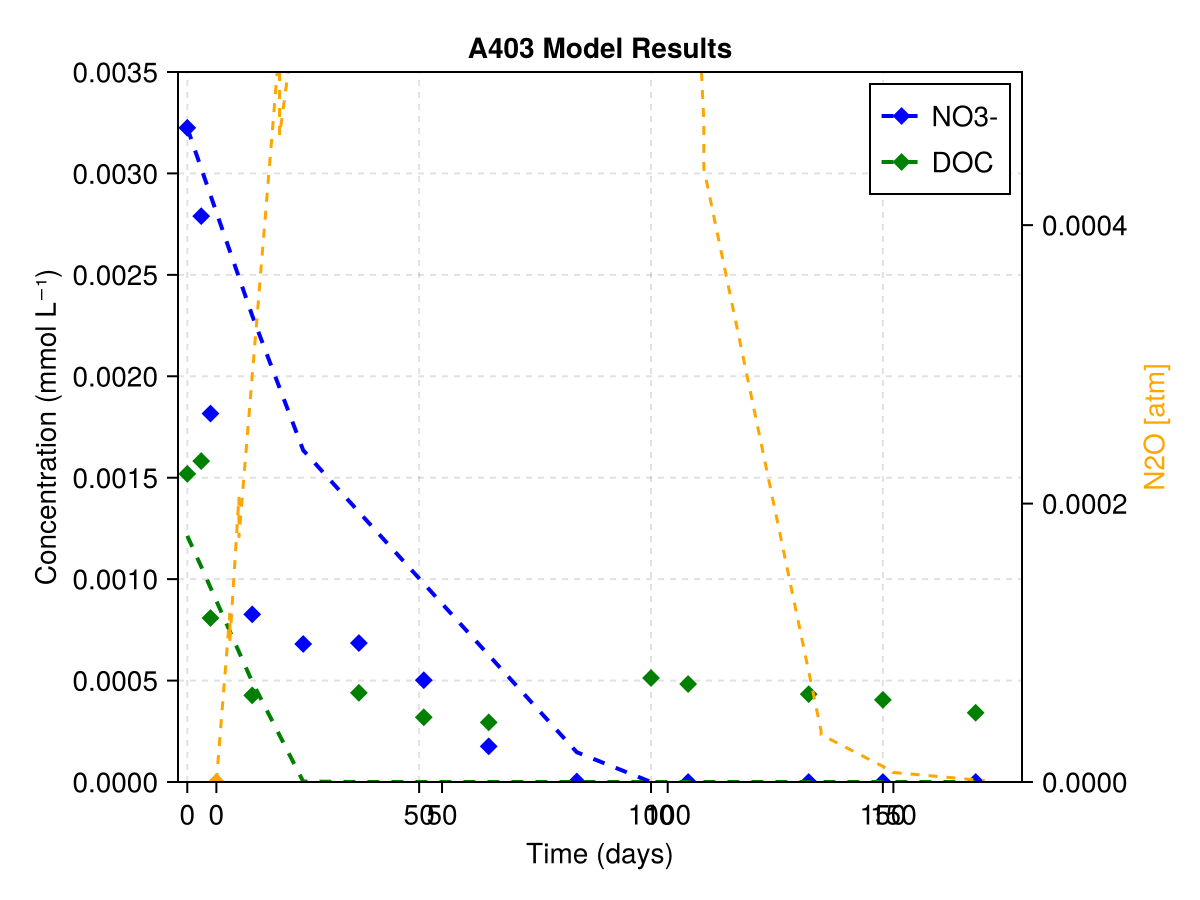 A403 Model Results
0.0035
0.0030
0.0025
0.0020
0.0015
0.0010
0.0005
0.0000
Concentration (mmol L⁻¹)
NO3-
DOC
0.0004
0.0002
0.0000
N2O [atm]
0 0 50 50 100 100 150 150
Time (days)